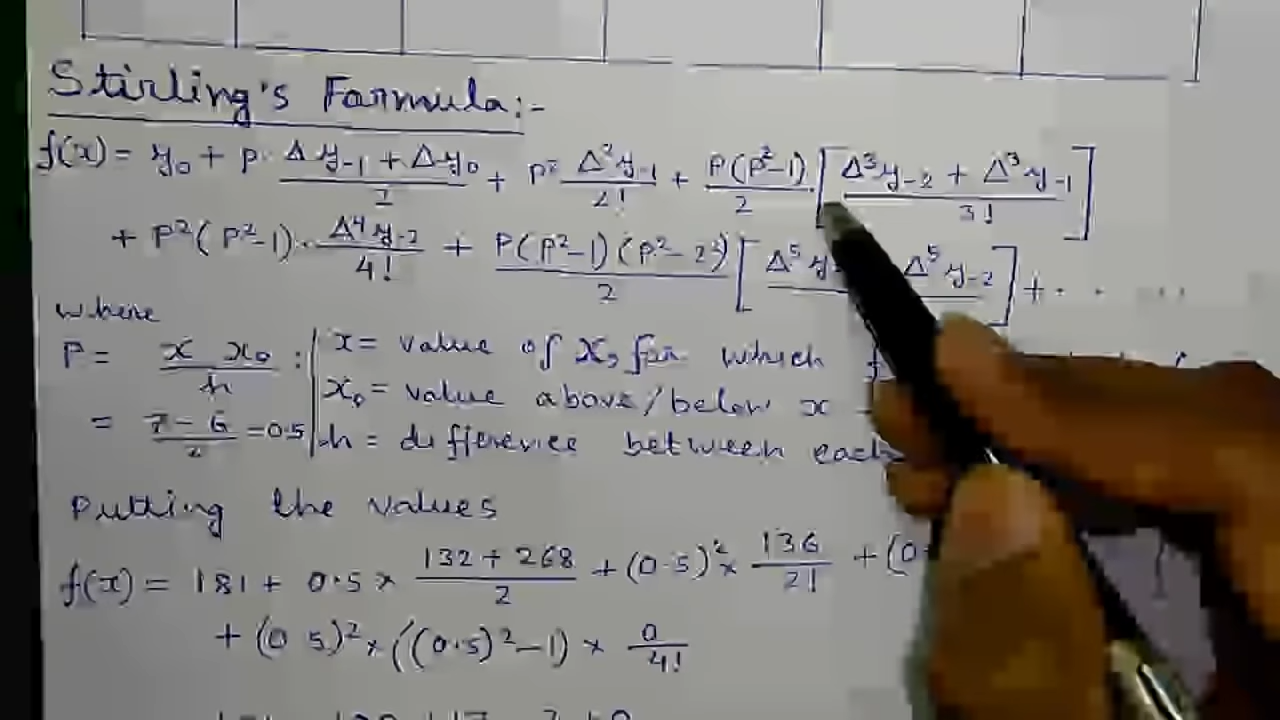 Stirling's Formula:-
f(x) = y₀ + p · (Δy₋₁ + Δy₀)/2 + p² Δ²y₋₁/2! + P(p²-1)/2 · [(Δ³y₋₂ + Δ³y₋₁)/3!]
+ p²(p²-1) · Δ⁴y₋₂/4! + P(p²-1)(p²-2²)/2 [Δ⁵y Δ⁵y₋₂] + . . . .
where
P = x x₀/h : x = value of x, for which
x₀ = value above/below x
= 7-6/2 = 0.5 h = difference between each
Putting the values
f(x) = 181 + 0.5 × (132 + 268)/2 + (0.5)² × 136/2! + (0
+ (0 5)² × ((0.5)² - 1) × 0/4!